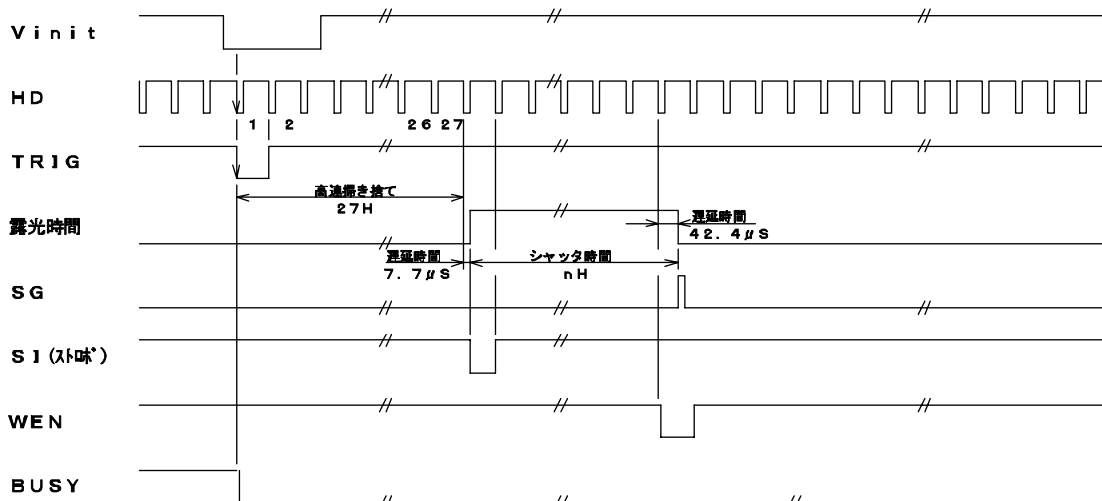 Ｖｉｎｉｔ
ＨＤ
１ ２ ２６ ２７
ＴＲＩＧ
高速掃き捨て
２７Ｈ
露光時間
遅延時間
４２．４μＳ
遅延時間
７．７μＳ
シャッタ時間
ｎＨ
ＳＧ
Ｓ１(ｽﾄﾛﾎﾞ)
ＷＥＮ
ＢＵＳＹ